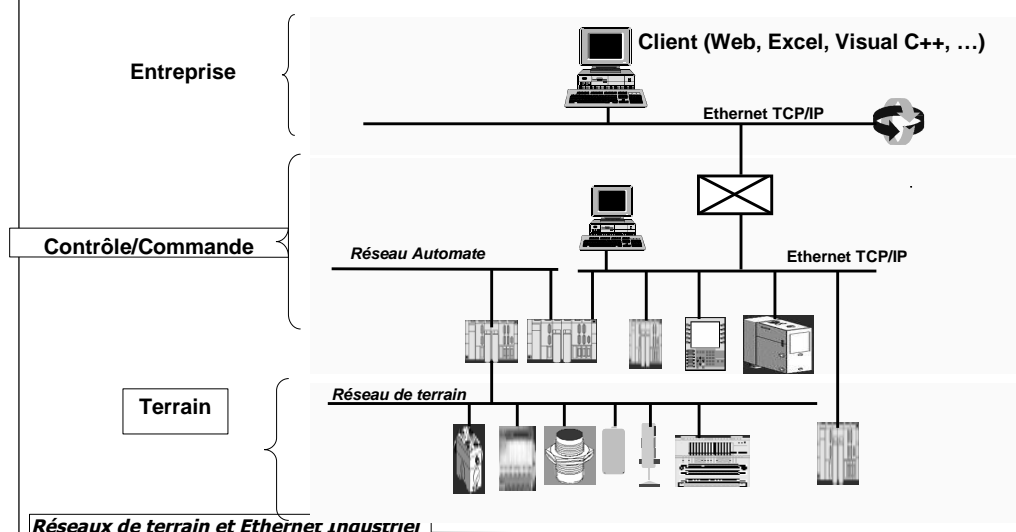 Client (Web, Excel, Visual C++, …)
Entreprise
Ethernet TCP/IP
Contrôle/Commande
Réseau Automate
Ethernet TCP/IP
Réseau de terrain
Terrain
Réseaux de terrain et Ethernet Industriel